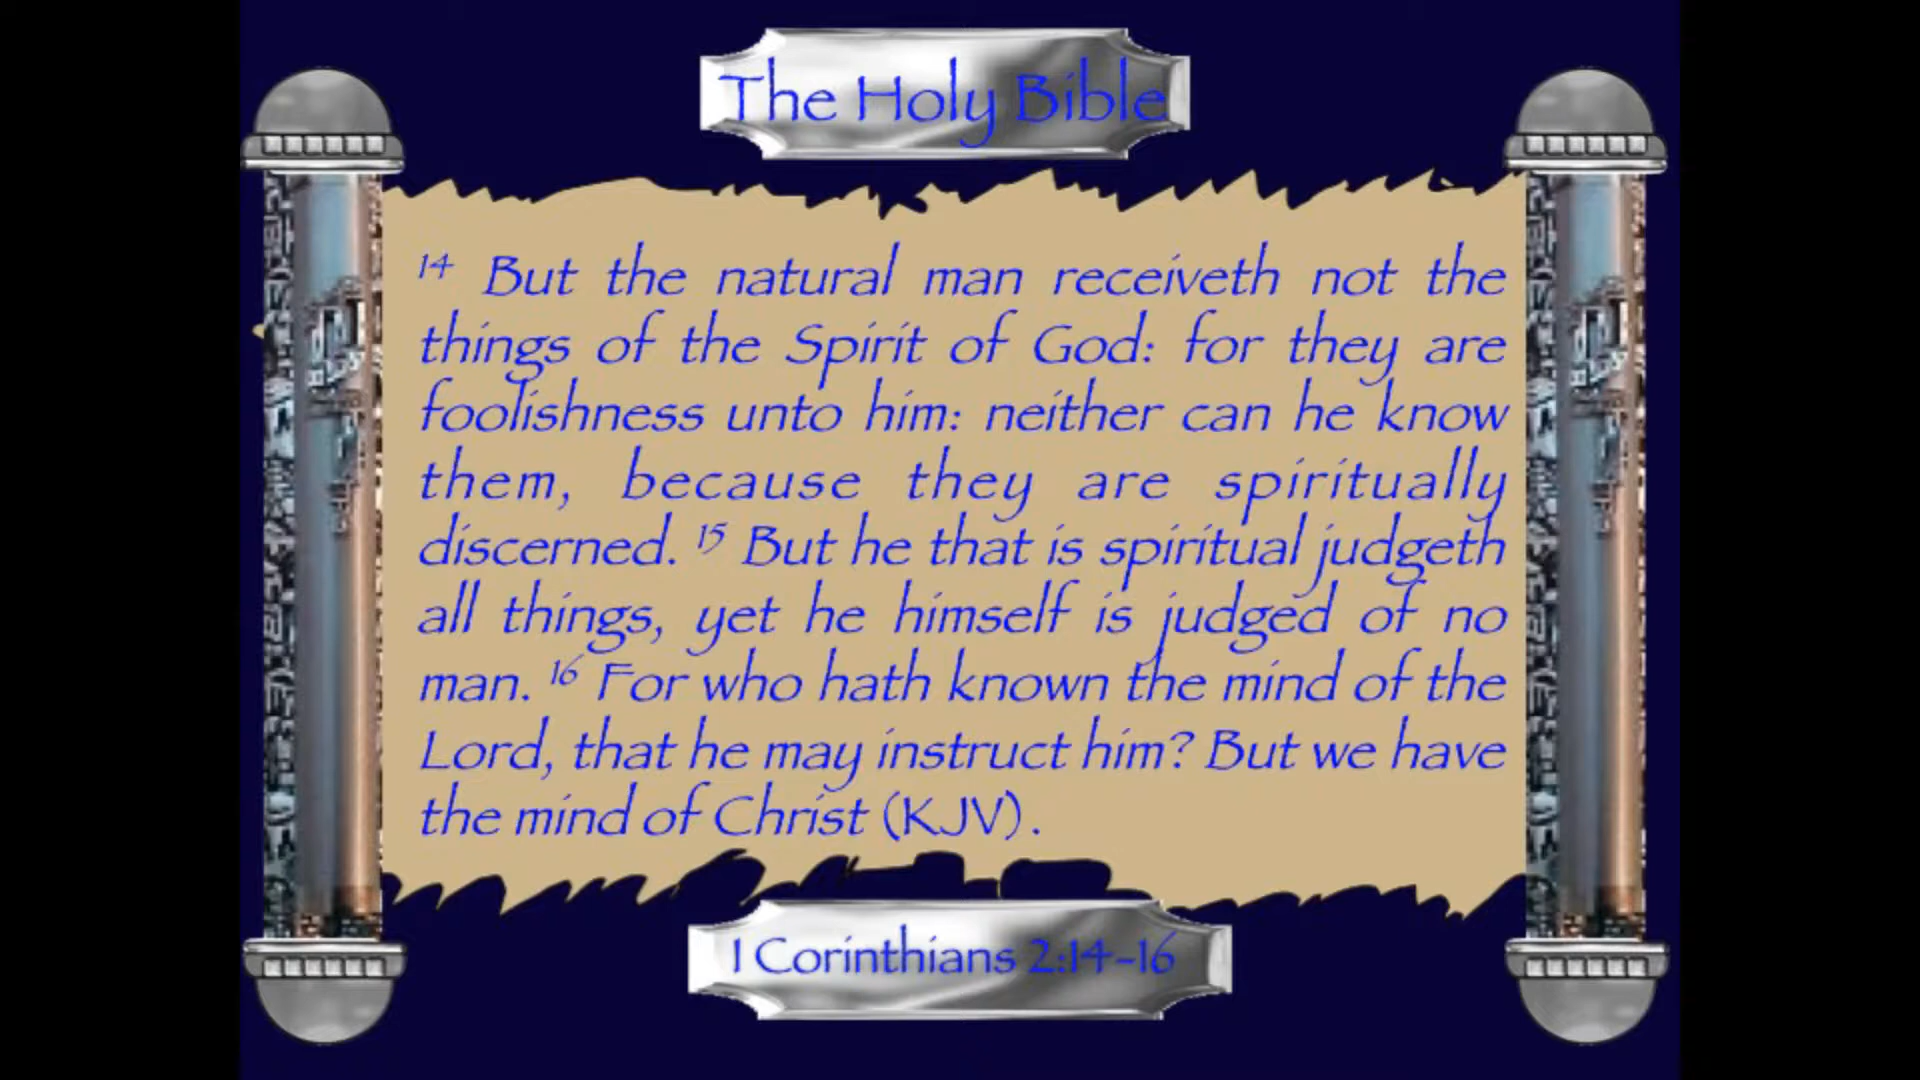 The Holy Bible
14 But the natural man receiveth not the
things of the Spirit of God: for they are
foolishness unto him: neither can he know
them, because they are spiritually
discerned. 15 But he that is spiritual judgeth
all things, yet he himself is judged of no
man. 16 For who hath known the mind of the
Lord, that he may instruct him? But we have
the mind of Christ (KJV).
1 Corinthians 2:14-16